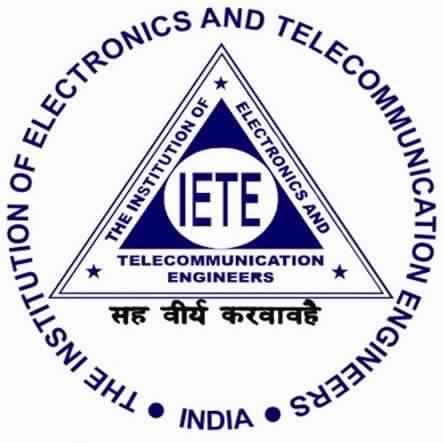 THE INSTITUTION OF ELECTRONICS AND TELECOMMUNICATION ENGINEERS
INDIA
THE INSTITUTION OF
ELECTRONICS AND
IETE
TELECOMMUNICATION
ENGINEERS
सह वीर्य करवावहै